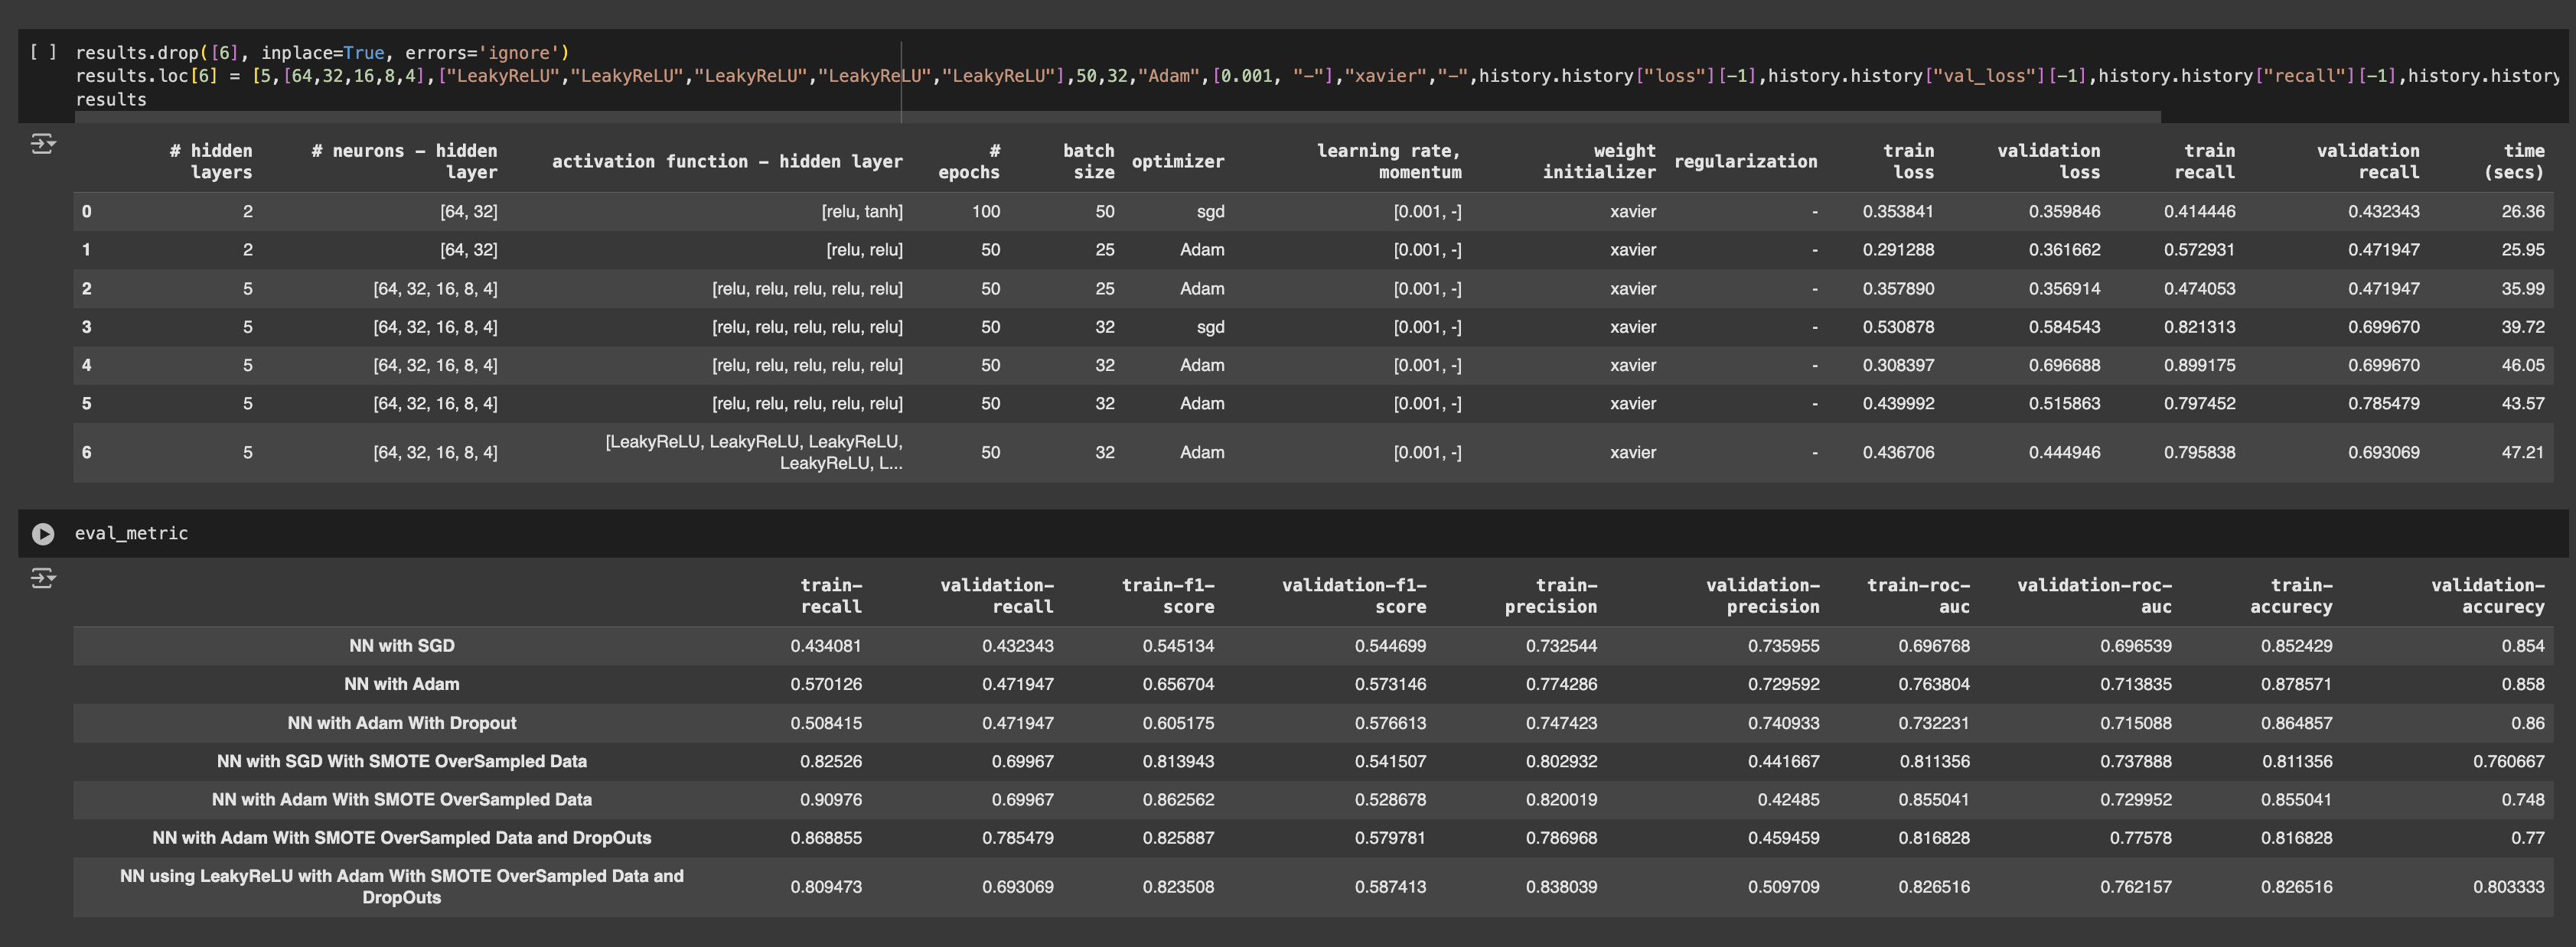 [ ] results.drop([6], inplace=True, errors='ignore')
results.loc[6] = [5,[64,32,16,8,4],["LeakyReLU","LeakyReLU","LeakyReLU","LeakyReLU","LeakyReLU"],50,32,"Adam",[0.001, "-"],"xavier","-",history.history["loss"][-1],history.history["val_loss"][-1],history.history["recall"][-1],history.history
results
# hidden layers # neurons - hidden layer activation function - hidden layer # epochs batch size optimizer learning rate, momentum weight initializer regularization train loss validation loss train recall validation recall time (secs)
0 2 [64, 32] [relu, tanh] 100 50 sgd [0.001, -] xavier - 0.353841 0.359846 0.414446 0.432343 26.36
1 2 [64, 32] [relu, relu] 50 25 Adam [0.001, -] xavier - 0.291288 0.361662 0.572931 0.471947 25.95
2 5 [64, 32, 16, 8, 4] [relu, relu, relu, relu, relu] 50 25 Adam [0.001, -] xavier - 0.357890 0.356914 0.474053 0.471947 35.99
3 5 [64, 32, 16, 8, 4] [relu, relu, relu, relu, relu] 50 32 sgd [0.001, -] xavier - 0.530878 0.584543 0.821313 0.699670 39.72
4 5 [64, 32, 16, 8, 4] [relu, relu, relu, relu, relu] 50 32 Adam [0.001, -] xavier - 0.308397 0.696688 0.899175 0.699670 46.05
5 5 [64, 32, 16, 8, 4] [relu, relu, relu, relu, relu] 50 32 Adam [0.001, -] xavier - 0.439992 0.515863 0.797452 0.785479 43.57
6 5 [64, 32, 16, 8, 4] [LeakyReLU, LeakyReLU, LeakyReLU, LeakyReLU, L... 50 32 Adam [0.001, -] xavier - 0.436706 0.444946 0.795838 0.693069 47.21
eval_metric
train-recall validation-recall train-f1-score validation-f1-score train-precision validation-precision train-roc-auc validation-roc-auc train-accurecy validation-accurecy
NN with SGD 0.434081 0.432343 0.545134 0.544699 0.732544 0.735955 0.696768 0.696539 0.852429 0.854
NN with Adam 0.570126 0.471947 0.656704 0.573146 0.774286 0.729592 0.763804 0.713835 0.878571 0.858
NN with Adam With Dropout 0.508415 0.471947 0.605175 0.576613 0.747423 0.740933 0.732231 0.715088 0.864857 0.86
NN with SGD With SMOTE OverSampled Data 0.82526 0.69967 0.813943 0.541507 0.802932 0.441667 0.811356 0.737888 0.811356 0.760667
NN with Adam With SMOTE OverSampled Data 0.90976 0.69967 0.862562 0.528678 0.820019 0.42485 0.855041 0.729952 0.855041 0.748
NN with Adam With SMOTE OverSampled Data and DropOuts 0.868855 0.785479 0.825887 0.579781 0.786968 0.459459 0.816828 0.77578 0.816828 0.77
NN using LeakyReLU with Adam With SMOTE OverSampled Data and DropOuts 0.809473 0.693069 0.823508 0.587413 0.838039 0.509709 0.826516 0.762157 0.826516 0.803333